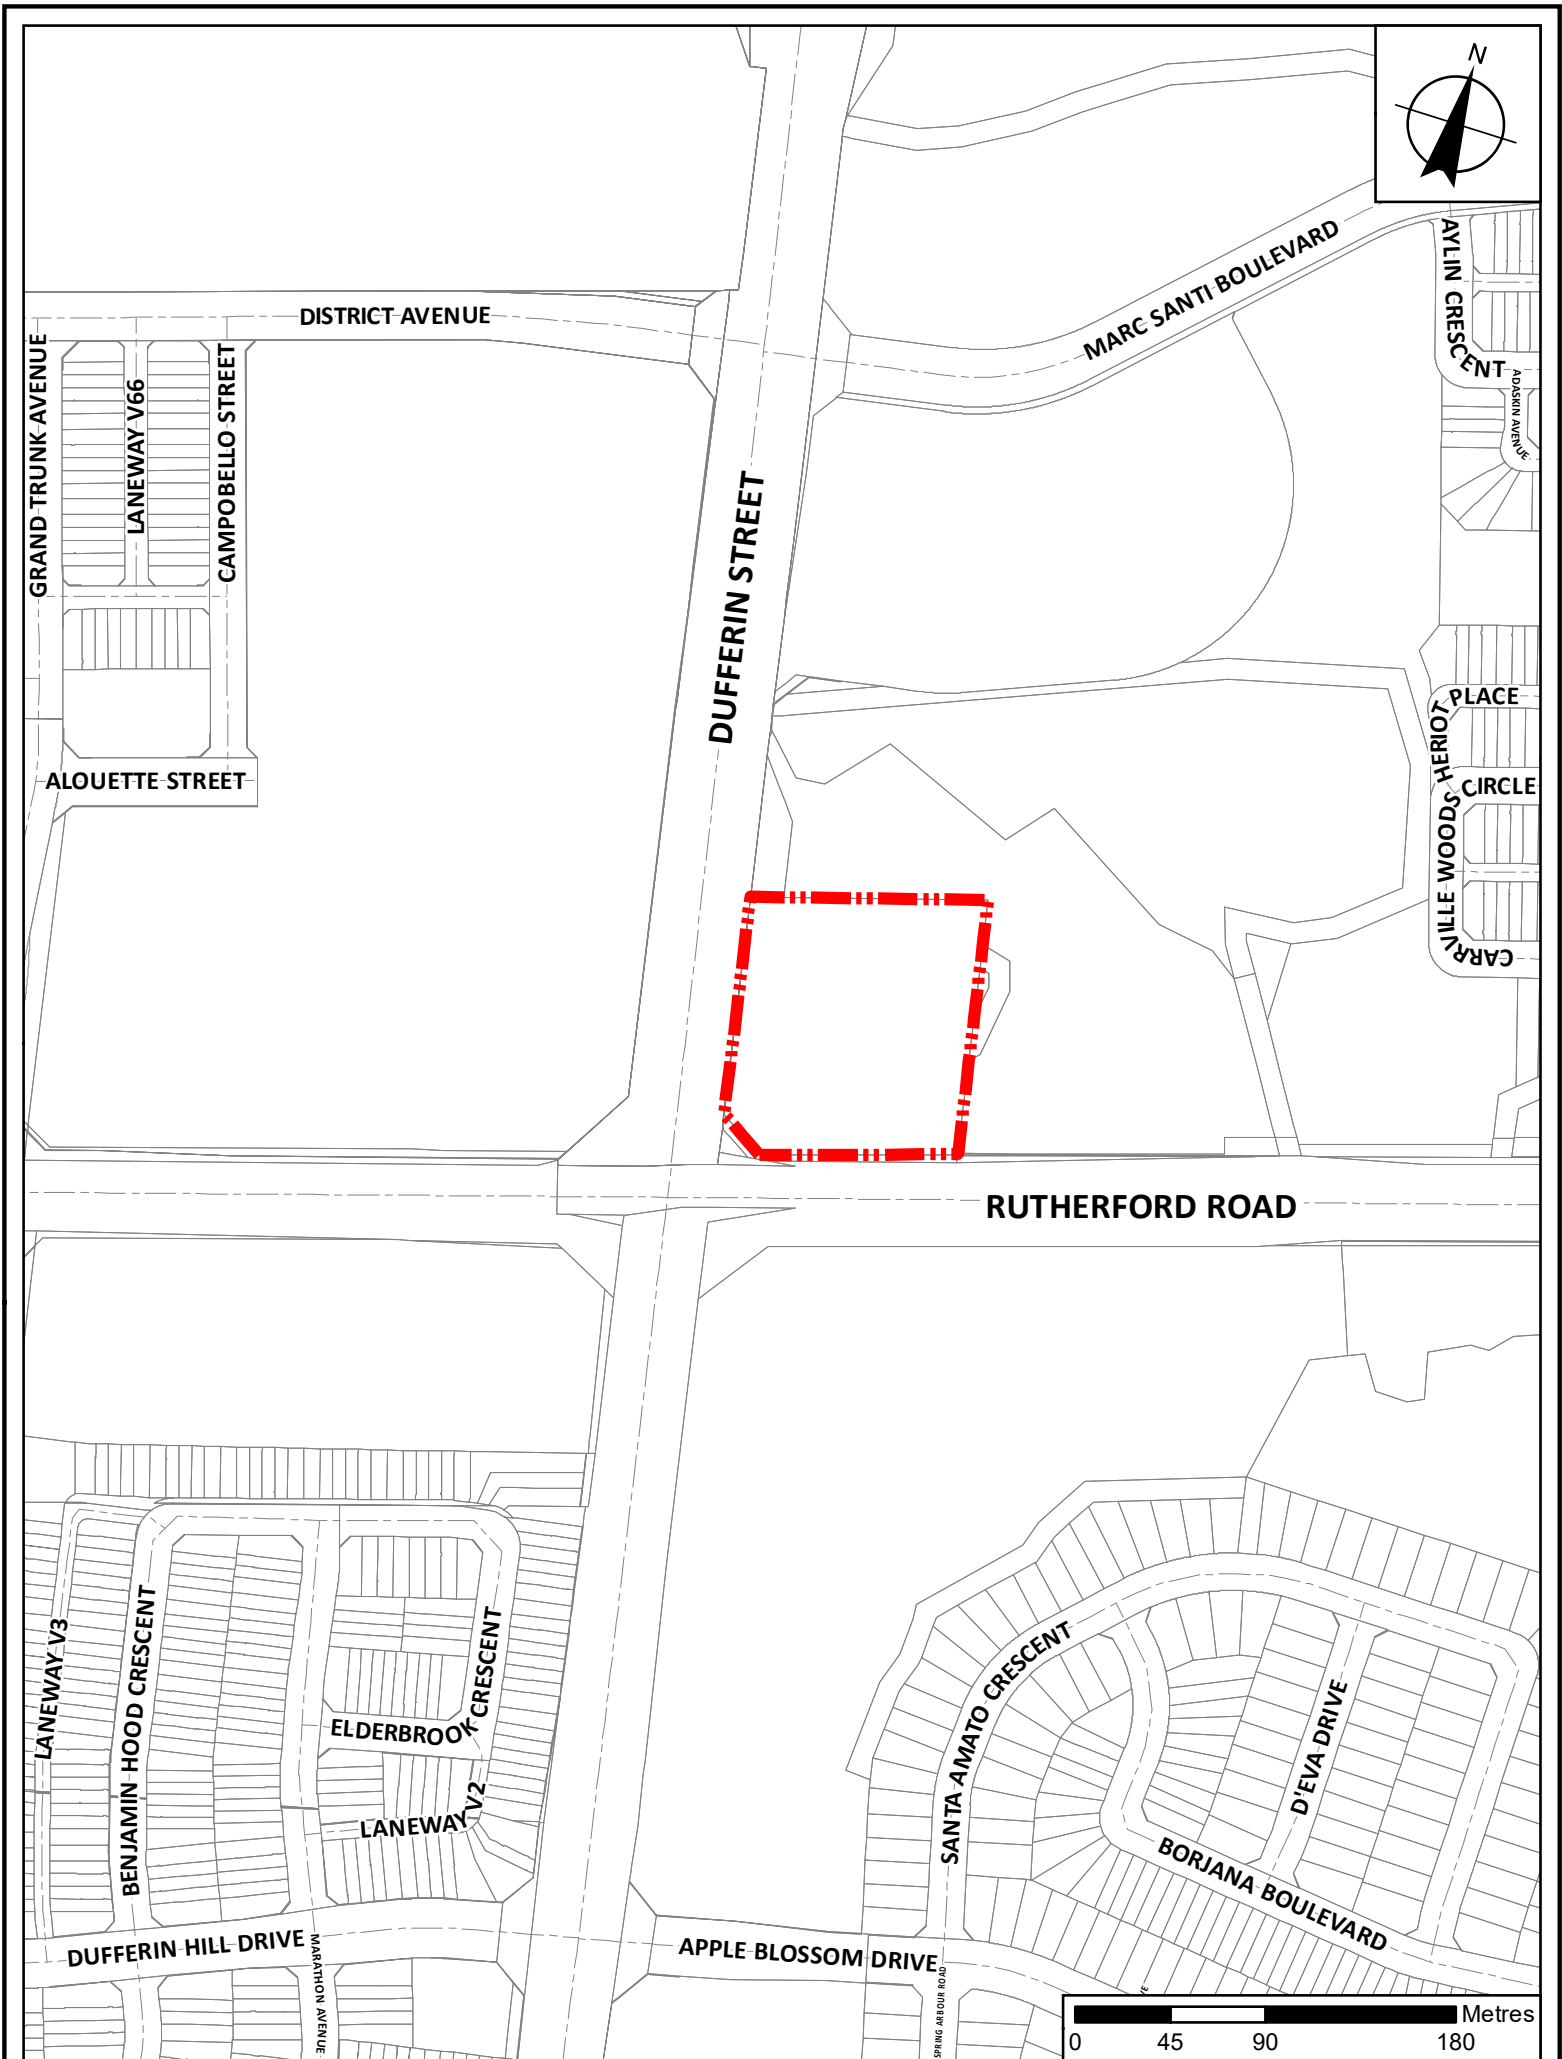 N
MARC SANTI BOULEVARD
AYLIN CRESCENT
DISTRICT AVENUE
GRAND TRUNK AVENUE
LANEWAY V66
CAMPOBELLO STREET
ADASKIN AVENUE
DUFFERIN STREET
HERIOT PLACE
ALOUETTE STREET
CARRVILLE WOODS CIRCLE
RUTHERFORD ROAD
LANEWAY V3
BENJAMIN HOOD CRESCENT
ELDERBROOK CRESCENT
LANEWAY V2
SANTA AMATO CRESCENT
D'EVA DRIVE
BORJANA BOULEVARD
DUFFERIN HILL DRIVE
MARATHON AVENUE
APPLE BLOSSOM DRIVE
SPRING ARBOUR ROAD
Metres
0 45 90 180